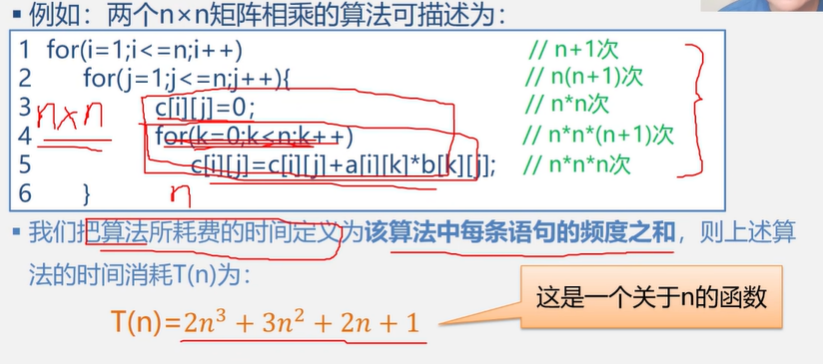 ▪ 例如：两个n×n矩阵相乘的算法可描述为：
1 for(i=1;i<=n;i++) // n+1次
2 for(j=1;j<=n;j++){ // n(n+1)次
3 c[i][j]=0; // n*n次
n×n
4 for(k=0;k<n;k++) // n*n*(n+1)次
5 c[i][j]=c[i][j]+a[i][k]*b[k][j]; // n*n*n次
6 }
n
▪ 我们把算法所耗费的时间定义为该算法中每条语句的频度之和，则上述算
法的时间消耗T(n)为：
这是一个关于n的函数
T(n)=2n³ + 3n² + 2n + 1